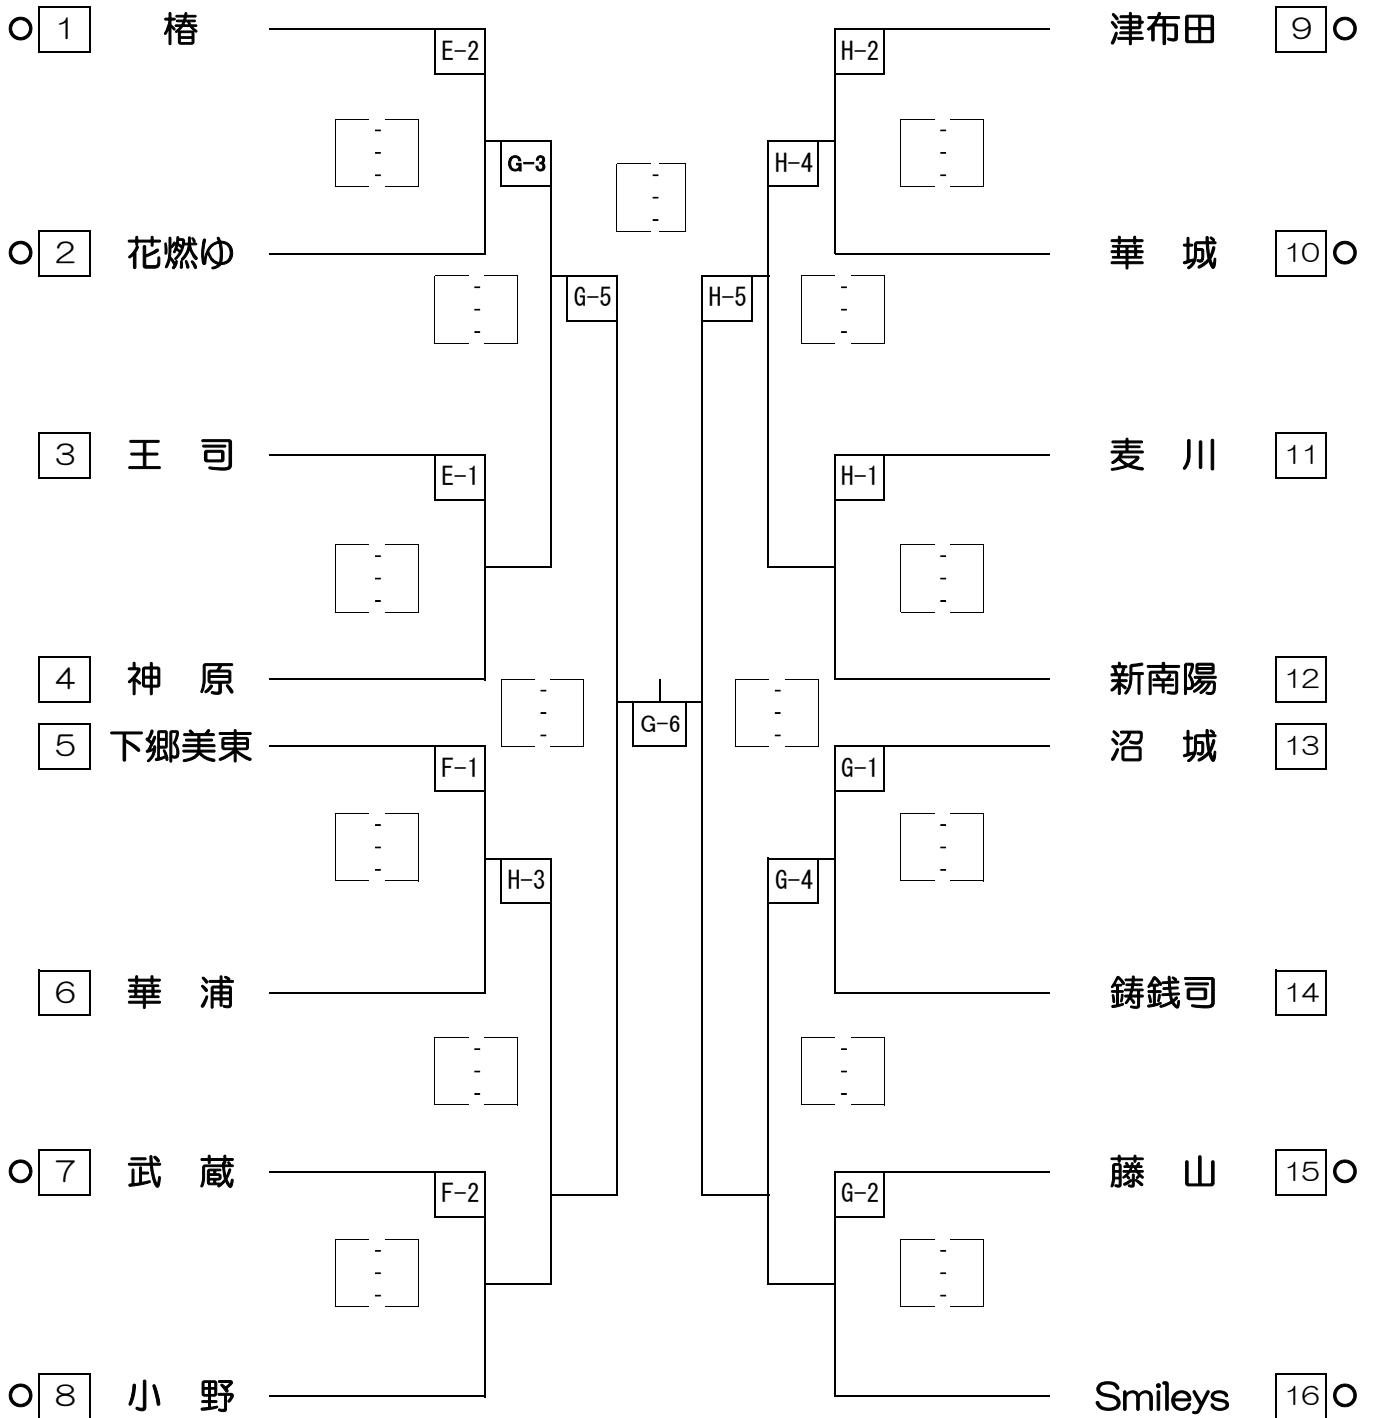 ○ 1 椿 E-2 H-2 津布田 9 ○
- -
- G-3 - H-4 -
- - -
-
○ 2 花燃ゆ 華　城 10 ○
- G-5 H-5 -
- -
- -
3 王　司 E-1 H-1 麦　川 11
- -
- -
- -
4 神　原 - - 新南陽 12
- G-6 -
5 下郷美東 F-1 - - G-1 沼　城 13
- -
- -
- H-3 G-4 -
6 華　浦 鋳銭司 14
- -
- -
- -
○ 7 武　蔵 F-2 G-2 藤　山 15 ○
- -
- -
- -
○ 8 小　野 Smileys 16 ○